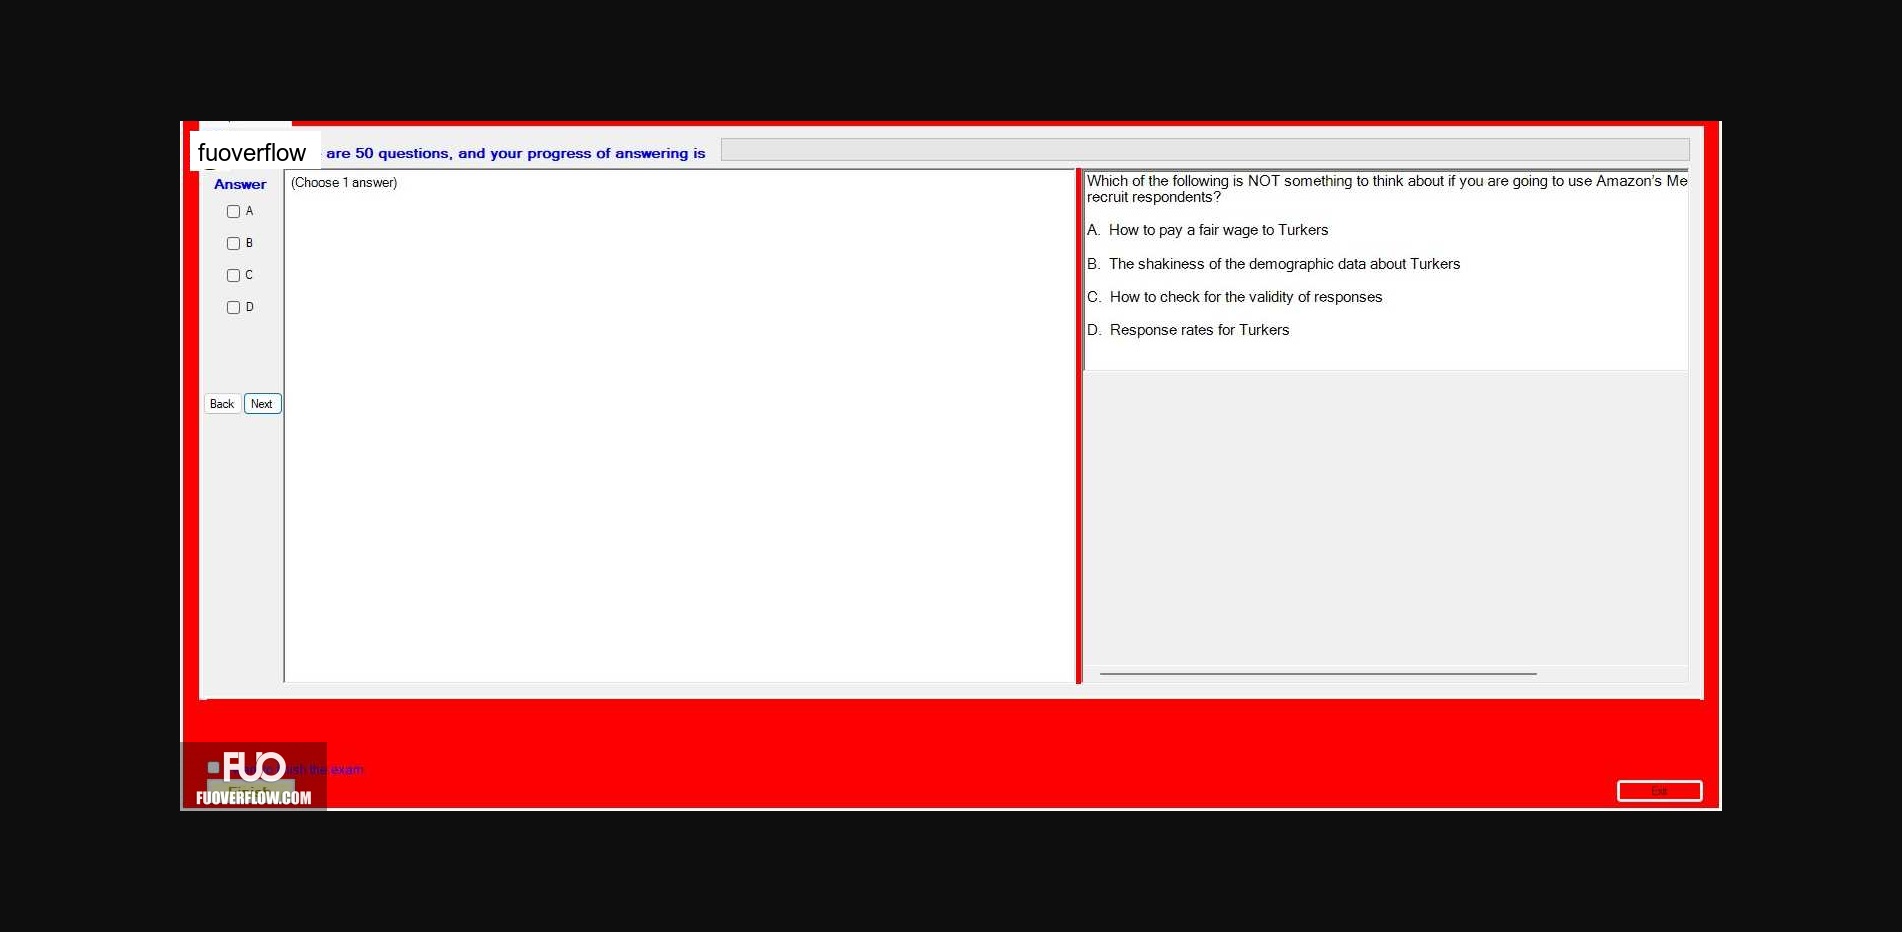 fuoverflow
are 50 questions, and your progress of answering is
Answer
(Choose 1 answer)
A
B
C
D
Back Next
Which of the following is NOT something to think about if you are going to use Amazon's Me
recruit respondents?
A. How to pay a fair wage to Turkers
B. The shakiness of the demographic data about Turkers
C. How to check for the validity of responses
D. Response rates for Turkers
FUO
the exam
Finish
FUOVERFLOW.COM
Exit